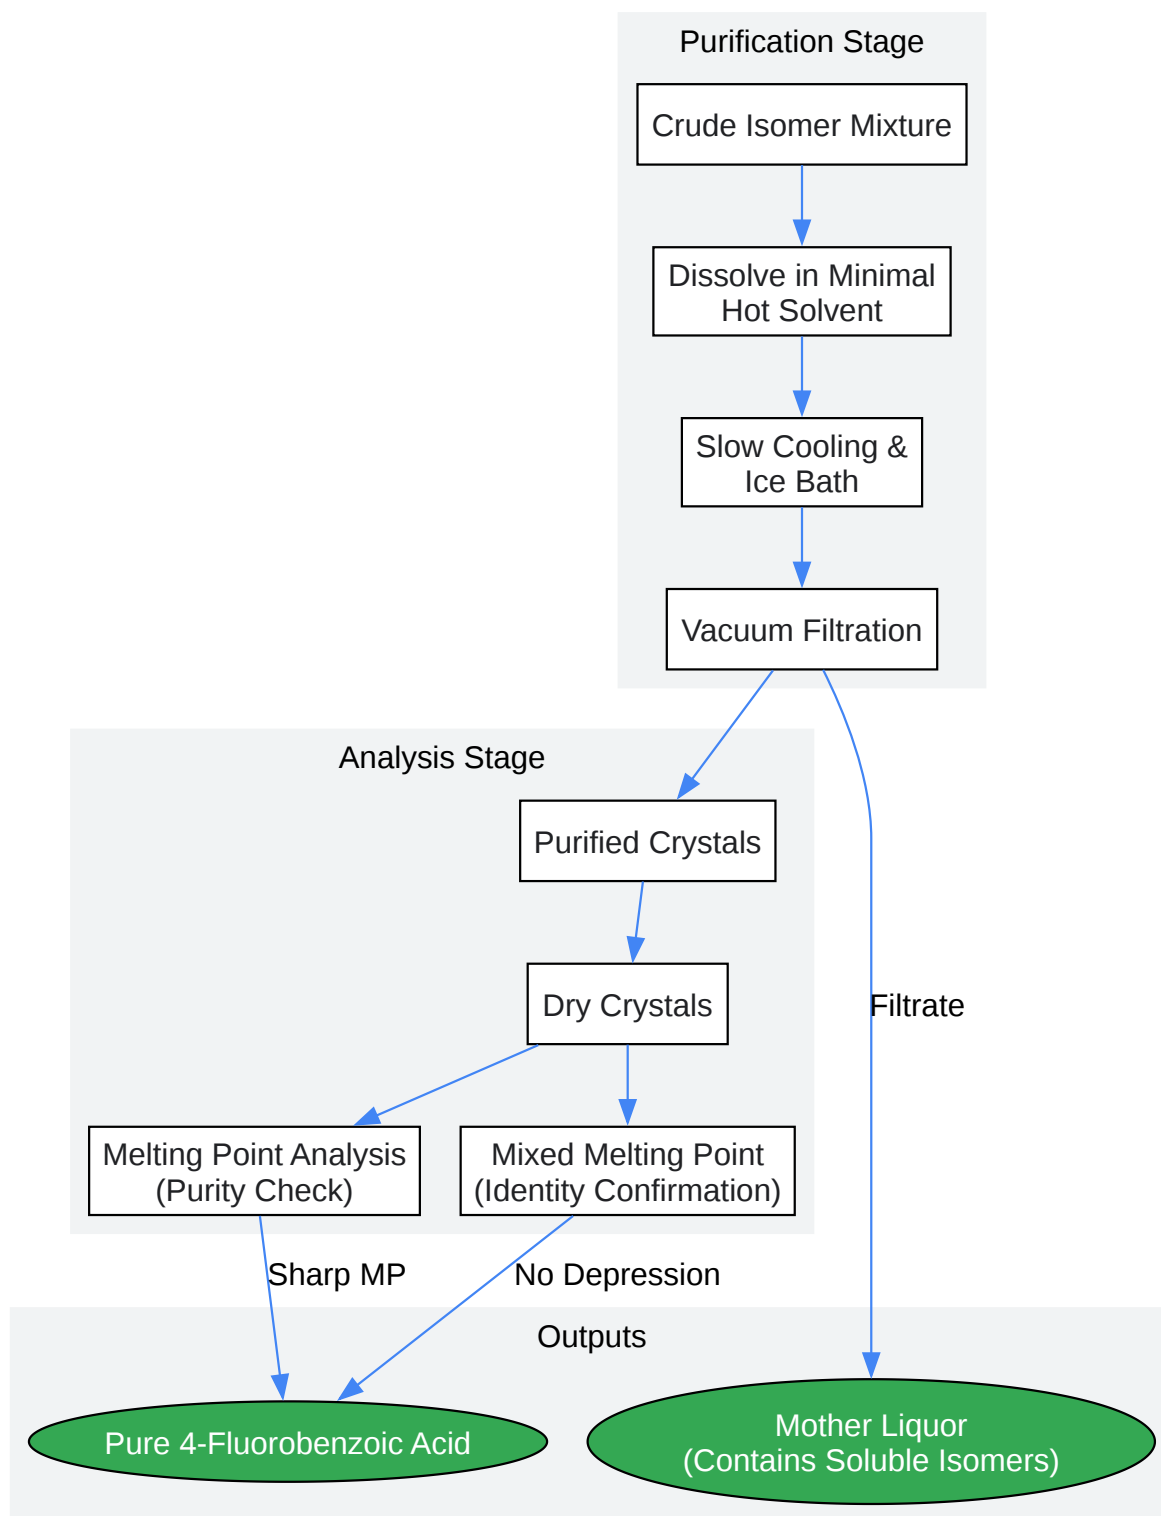 Purification Stage
Crude Isomer Mixture
Dissolve in Minimal
Hot Solvent
Slow Cooling &
Ice Bath
Vacuum Filtration
Analysis Stage
Purified Crystals
Dry Crystals
Filtrate
Melting Point Analysis
(Purity Check)
Mixed Melting Point
(Identity Confirmation)
Sharp MP
No Depression
Outputs
Pure 4-Fluorobenzoic Acid
Mother Liquor
(Contains Soluble Isomers)